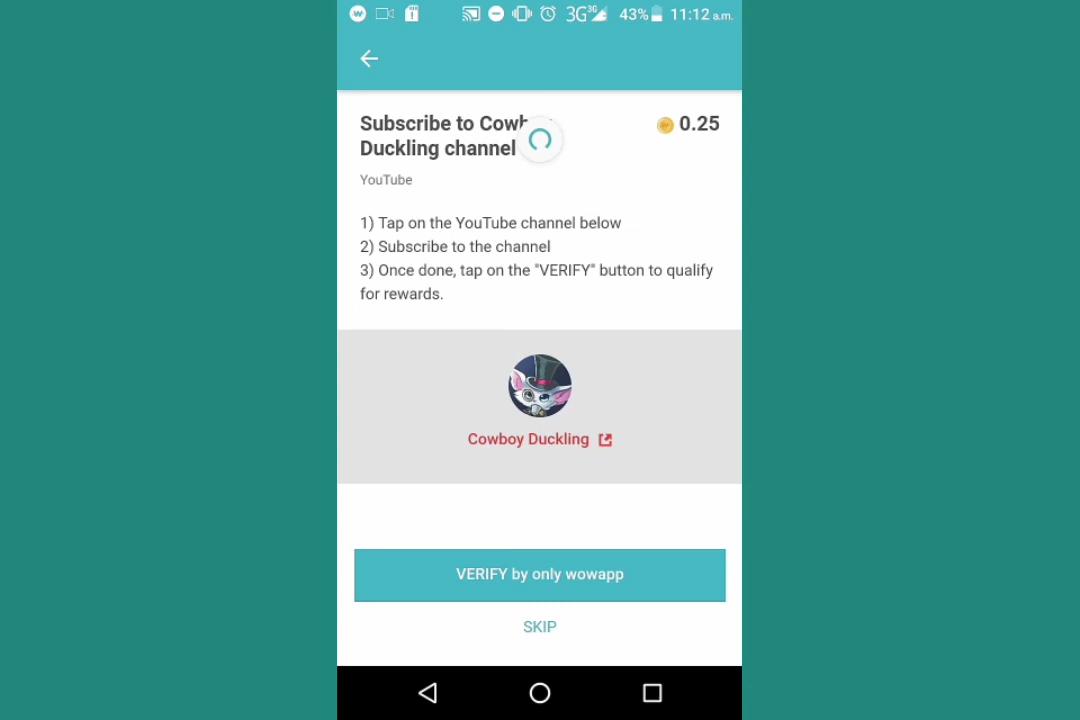 3G 3G 43% 11:12 a.m.
Subscribe to Cowb
0.25
Duckling channel
YouTube
1) Tap on the YouTube channel below
2) Subscribe to the channel
3) Once done, tap on the "VERIFY" button to qualify
for rewards.
Cowboy Duckling
VERIFY by only wowapp
SKIP